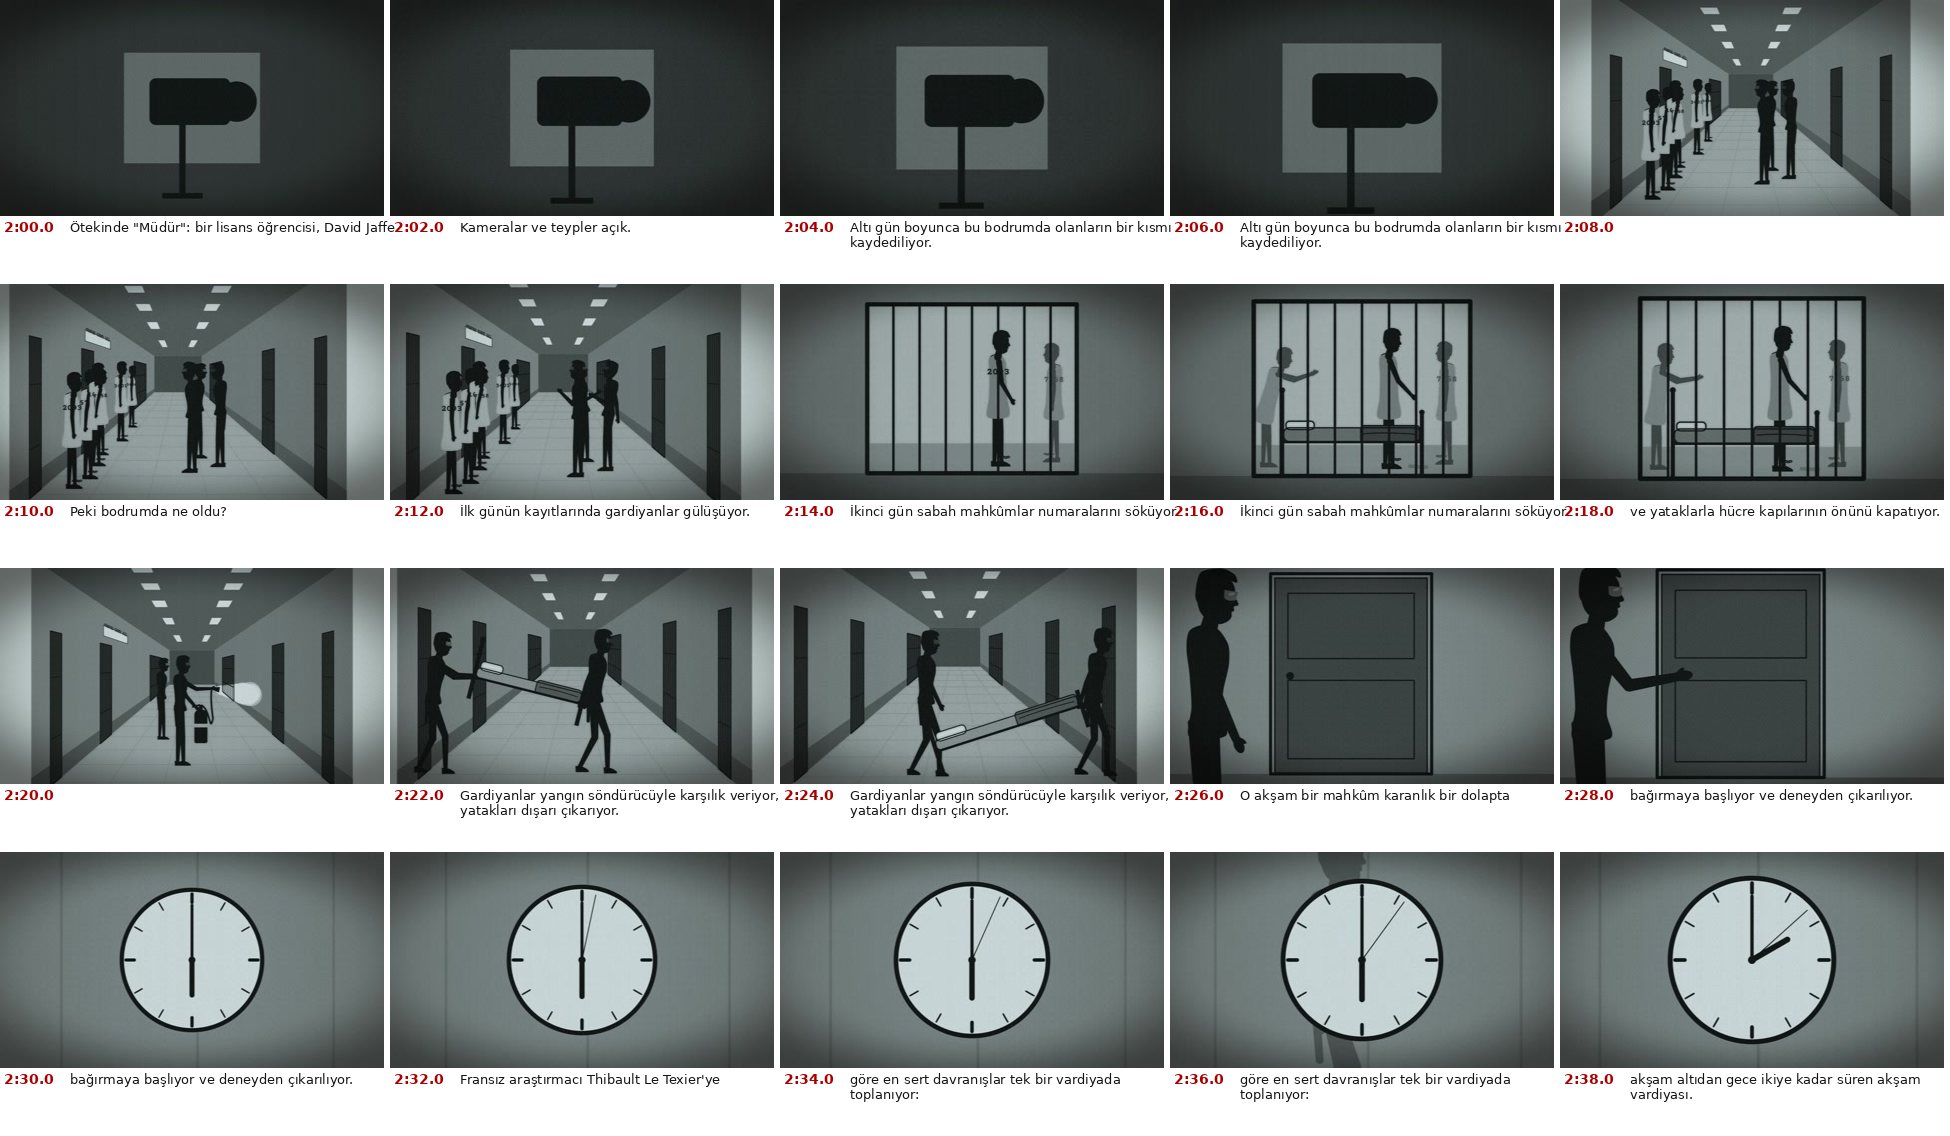 2:00.0 Ötekinde "Müdür": bir lisans öğrencisi, David Jaffe
2:02.0 Kameralar ve teypler açık.
2:04.0 Altı gün boyunca bu bodrumda olanların bir kısmı
kaydediliyor.
2:06.0 Altı gün boyunca bu bodrumda olanların bir kısmı
kaydediliyor.
2:08.0
2093
2093
2:10.0 Peki bodrumda ne oldu?
2093
2:12.0 İlk günün kayıtlarında gardiyanlar gülüşüyor.
2093
2:14.0 İkinci gün sabah mahkûmlar numaralarını söküyor
2:16.0 İkinci gün sabah mahkûmlar numaralarını söküyor
2:18.0 ve yataklarla hücre kapılarının önünü kapatıyor.
2:20.0
2:22.0 Gardiyanlar yangın söndürücüyle karşılık veriyor,
yatakları dışarı çıkarıyor.
2:24.0 Gardiyanlar yangın söndürücüyle karşılık veriyor,
yatakları dışarı çıkarıyor.
2:26.0 O akşam bir mahkûm karanlık bir dolapta
2:28.0 bağırmaya başlıyor ve deneyden çıkarılıyor.
2:30.0 bağırmaya başlıyor ve deneyden çıkarılıyor.
2:32.0 Fransız araştırmacı Thibault Le Texier'ye
2:34.0 göre en sert davranışlar tek bir vardiyada
toplanıyor:
2:36.0 göre en sert davranışlar tek bir vardiyada
toplanıyor:
2:38.0 akşam altıdan gece ikiye kadar süren akşam
vardiyası.